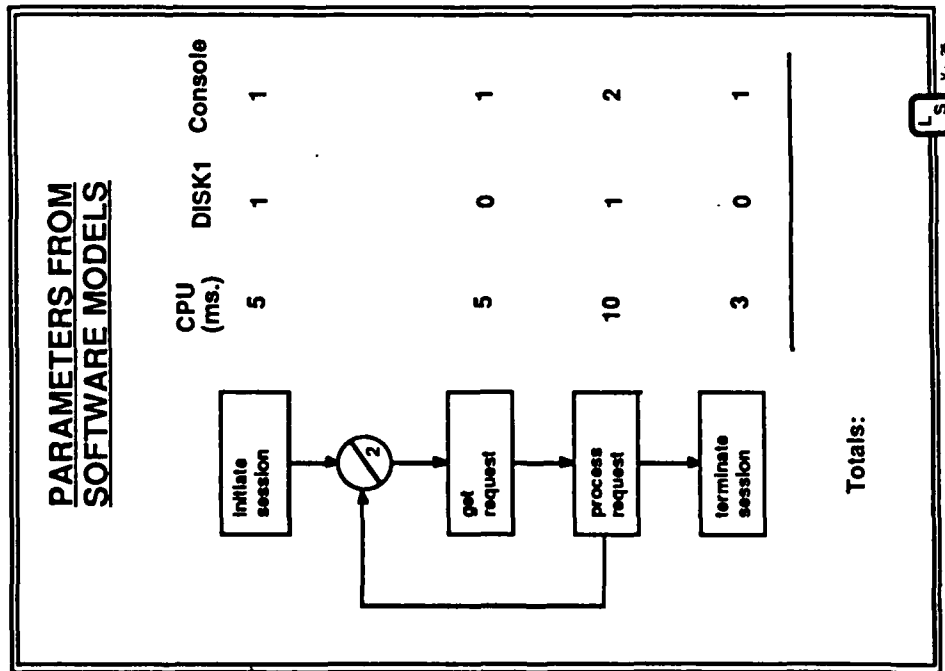 PARAMETERS FROM
SOFTWARE MODELS
CPU
(ms.)
DISK1
Console
initiate
session
5
1
1
2
get
request
5
0
1
process
request
10
1
2
terminate
session
3
0
1
Totals:
L
S